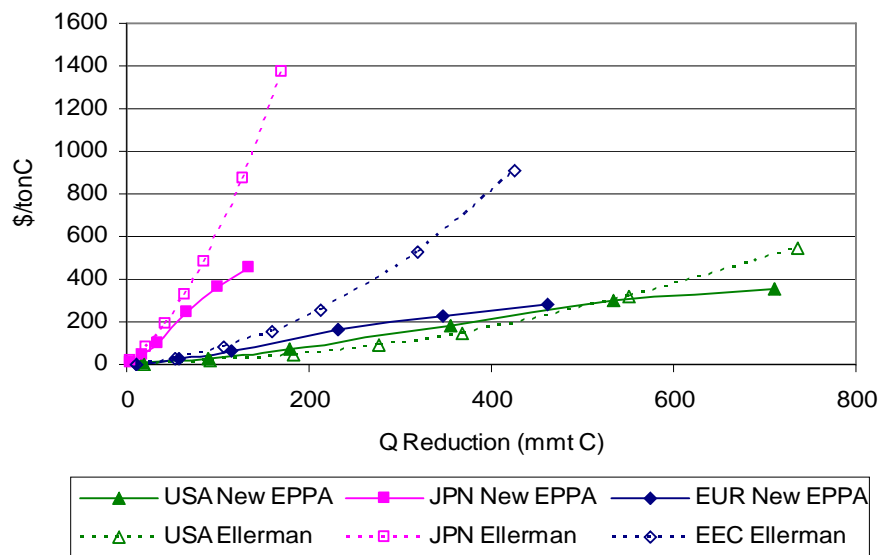 1600
1400
1200
1000
800
600
400
200
0
$/tonC
0 200 400 600 800
Q Reduction (mmt C)
USA New EPPA JPN New EPPA EUR New EPPA
USA Ellerman JPN Ellerman EEC Ellerman